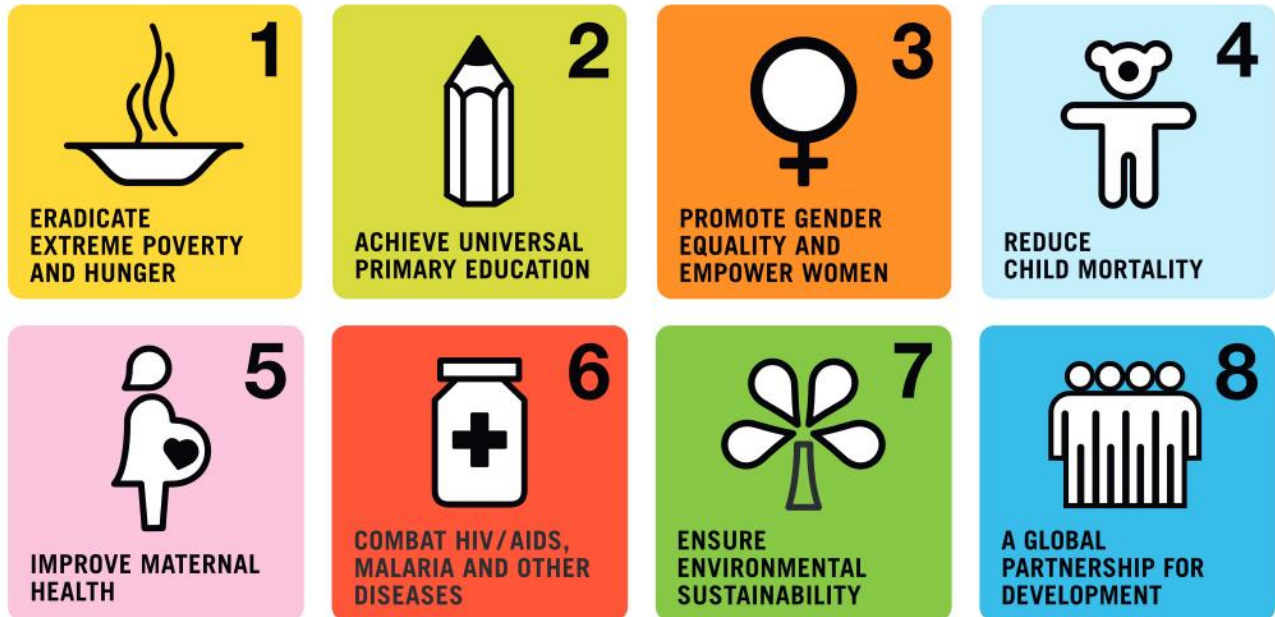 1
ERADICATE
EXTREME POVERTY
AND HUNGER
2
ACHIEVE UNIVERSAL
PRIMARY EDUCATION
3
PROMOTE GENDER
EQUALITY AND
EMPOWER WOMEN
4
REDUCE
CHILD MORTALITY
5
IMPROVE MATERNAL
HEALTH
6
COMBAT HIV/AIDS,
MALARIA AND OTHER
DISEASES
7
ENSURE
ENVIRONMENTAL
SUSTAINABILITY
8
A GLOBAL
PARTNERSHIP FOR
DEVELOPMENT